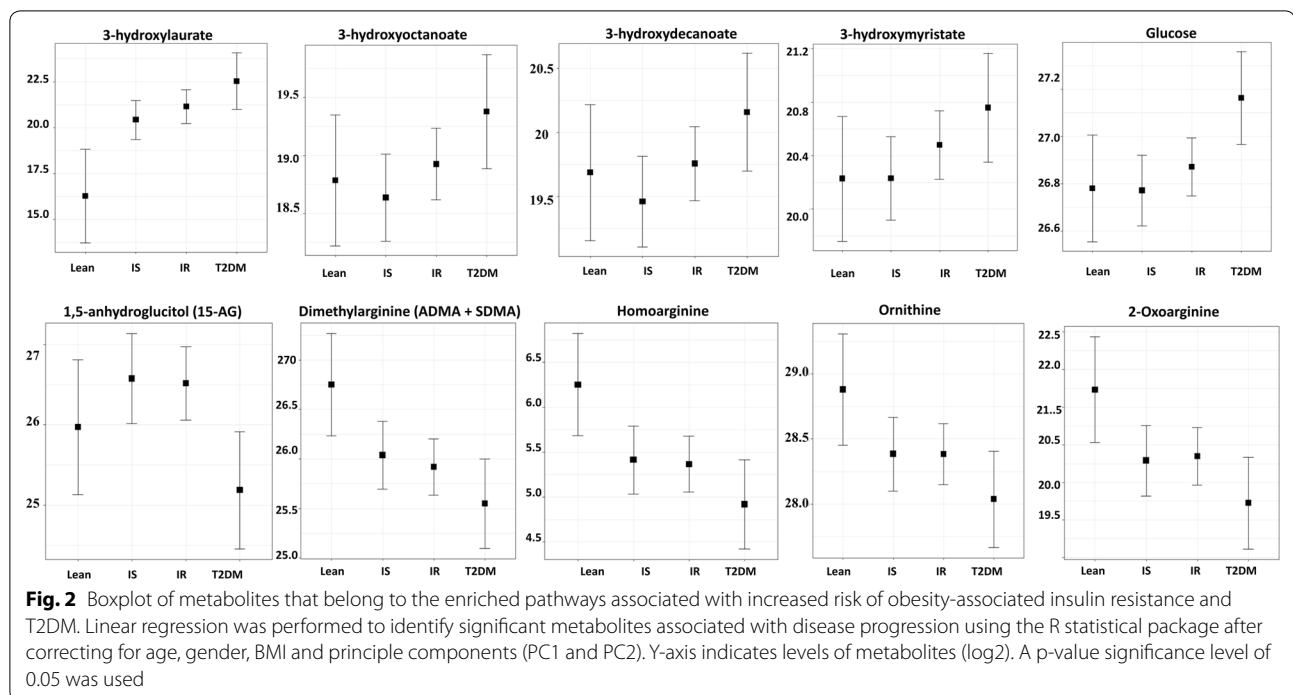 3-hydroxylaurate
22.5
20.0
17.5
15.0
Lean IS IR T2DM
3-hydroxyoctanoate
19.5
19.0
18.5
Lean IS IR T2DM
3-hydroxydecanoate
20.5
20
19.5
Lean IS IR T2DM
3-hydroxymyristate
21.2
20.8
20.4
20.0
Lean IS IR T2DM
Glucose
27.2
27.0
26.8
26.6
Lean IS IR T2DM
1,5-anhydroglucitol (15-AG)
27
26
25
Lean IS IR T2DM
Dimethylarginine (ADMA + SDMA)
270
26.5
26.0
25.5
25.0
Lean IS IR T2DM
Homoarginine
6.5
6.0
5.5
5.0
4.5
Lean IS IR T2DM
Ornithine
29.0
28.5
28.0
Lean IS IR T2DM
2-Oxoarginine
22.5
22.0
21.5
20.5
20.0
19.5
Lean IS IR T2DM
Fig. 2 Boxplot of metabolites that belong to the enriched pathways associated with increased risk of obesity-associated insulin resistance and
T2DM. Linear regression was performed to identify significant metabolites associated with disease progression using the R statistical package after
correcting for age, gender, BMI and principle components (PC1 and PC2). Y-axis indicates levels of metabolites (log2). A p-value significance level of
0.05 was used